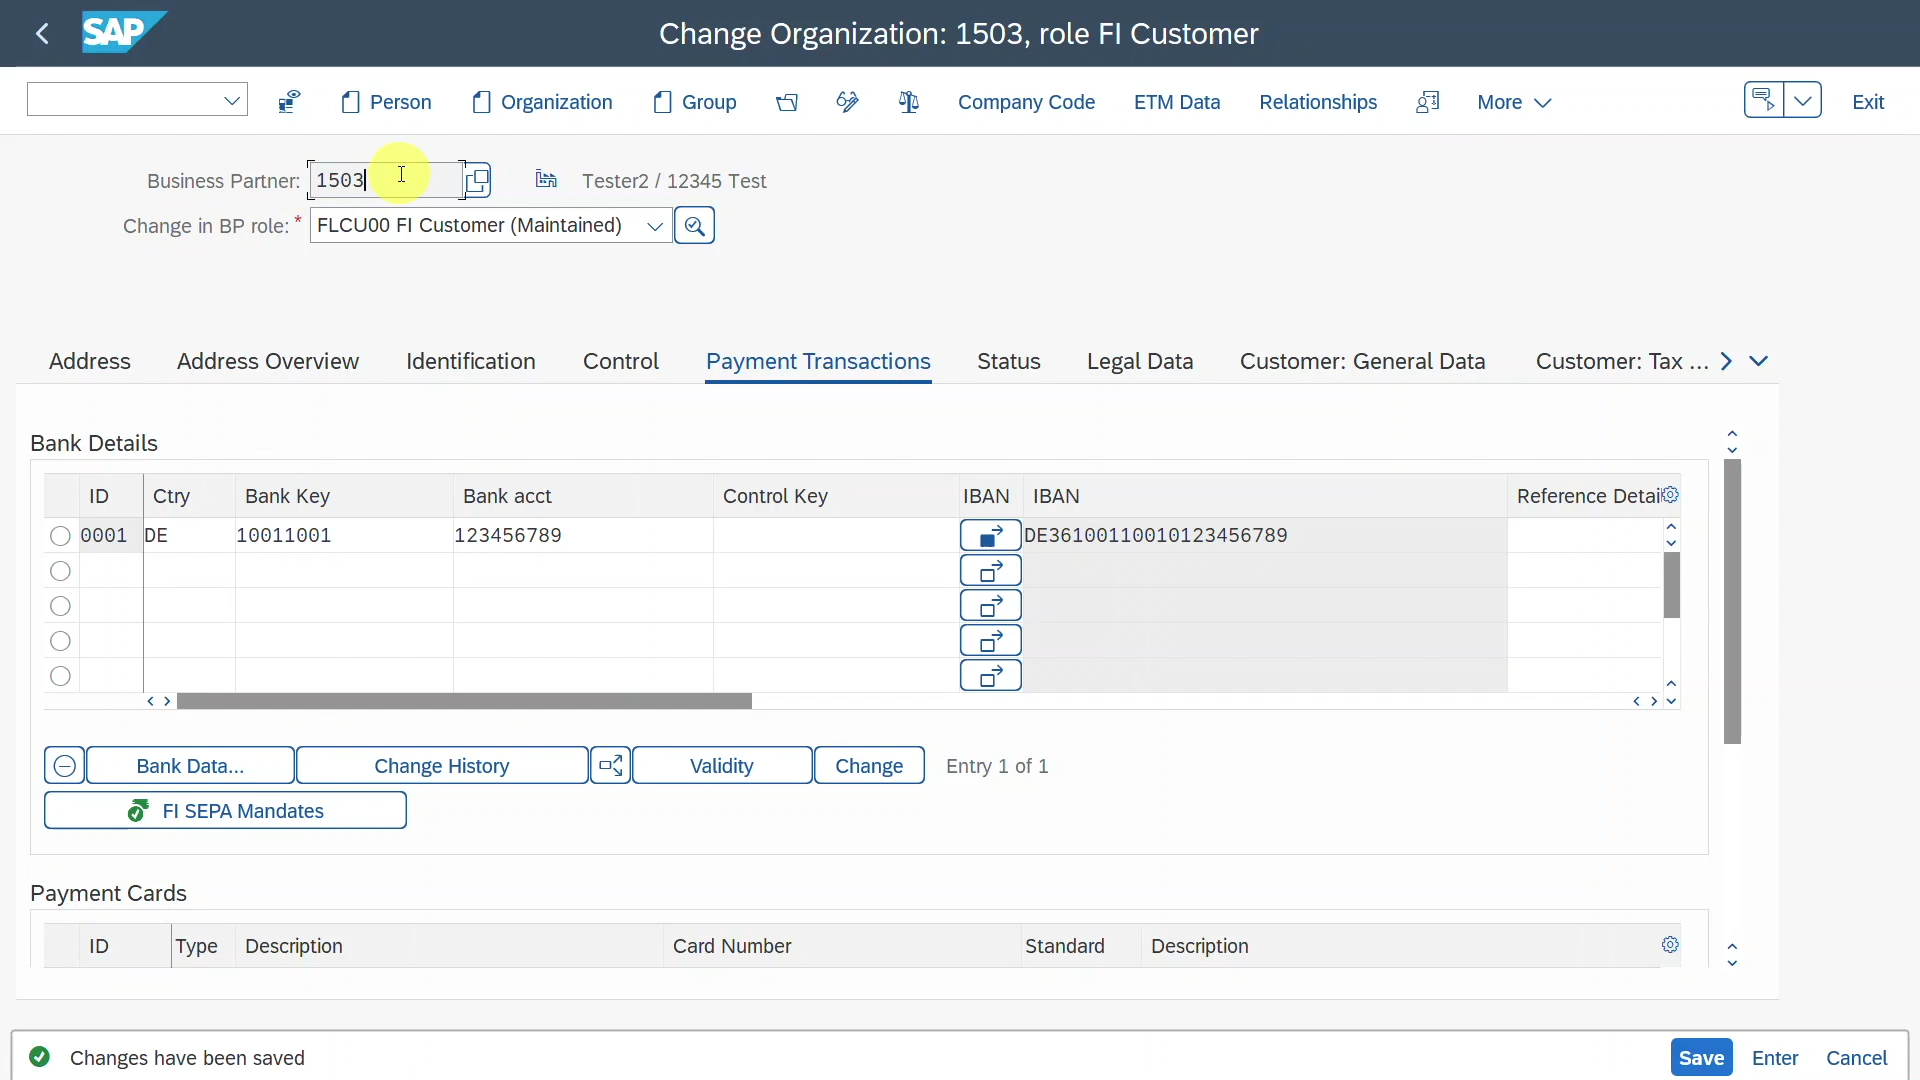 SAP
Change Organization: 1503, role FI Customer
Person
Organization
Group
Company Code
ETM Data
Relationships
More
Exit
Business Partner: 1503 Tester2 / 12345 Test
Change in BP role: * FLCU00 FI Customer (Maintained)
Address Address Overview Identification Control Payment Transactions Status Legal Data Customer: General Data Customer: Tax ...
Bank Details
ID Ctry Bank Key Bank acct Control Key IBAN IBAN Reference Detail
0001 DE 10011001 123456789 DE36100110010123456789
Bank Data... Change History Validity Change Entry 1 of 1
FI SEPA Mandates
Payment Cards
ID Type Description Card Number Standard Description
Changes have been saved
Save Enter Cancel